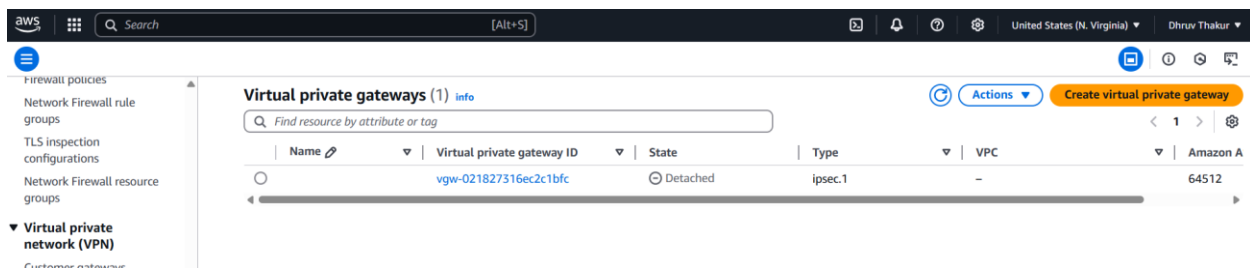 aws
Search
[Alt+S]
United States (N. Virginia)
Dhruv Thakur
Firewall policies
Network Firewall rule
groups
TLS inspection
configurations
Network Firewall resource
groups
Virtual private
network (VPN)
Customer gateways
Virtual private gateways (1) info
Actions
Create virtual private gateway
Find resource by attribute or tag
1
Name Virtual private gateway ID State Type VPC Amazon A
vgw-021827316ec2c1bfc Detached ipsec.1 – 64512